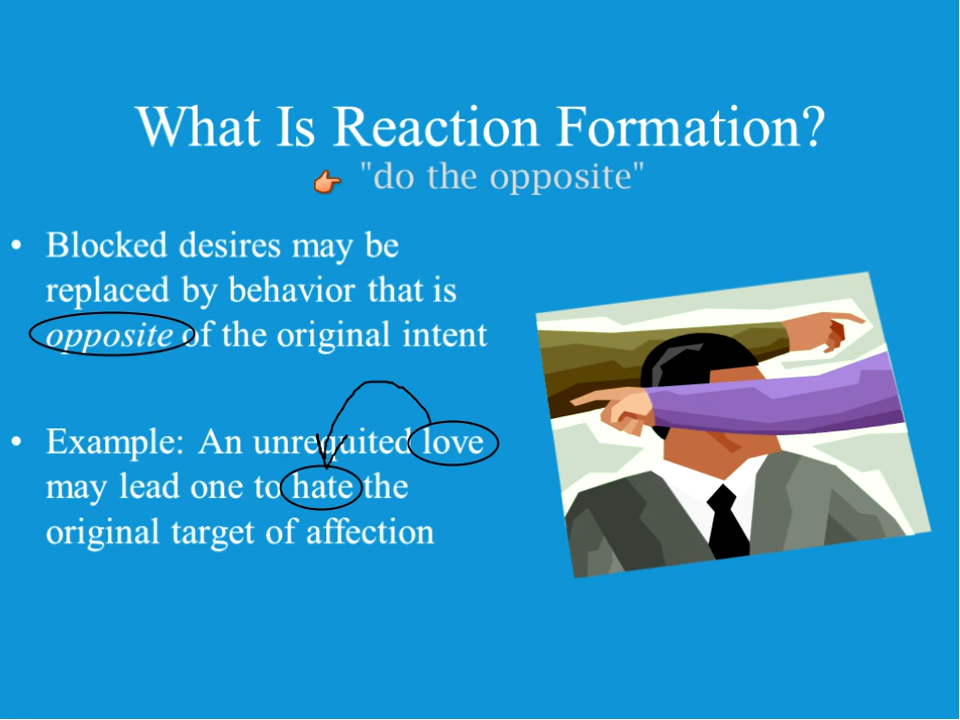 What Is Reaction Formation?
"do the opposite"
• Blocked desires may be
replaced by behavior that is
opposite of the original intent
• Example: An unrequited love
may lead one to hate the
original target of affection